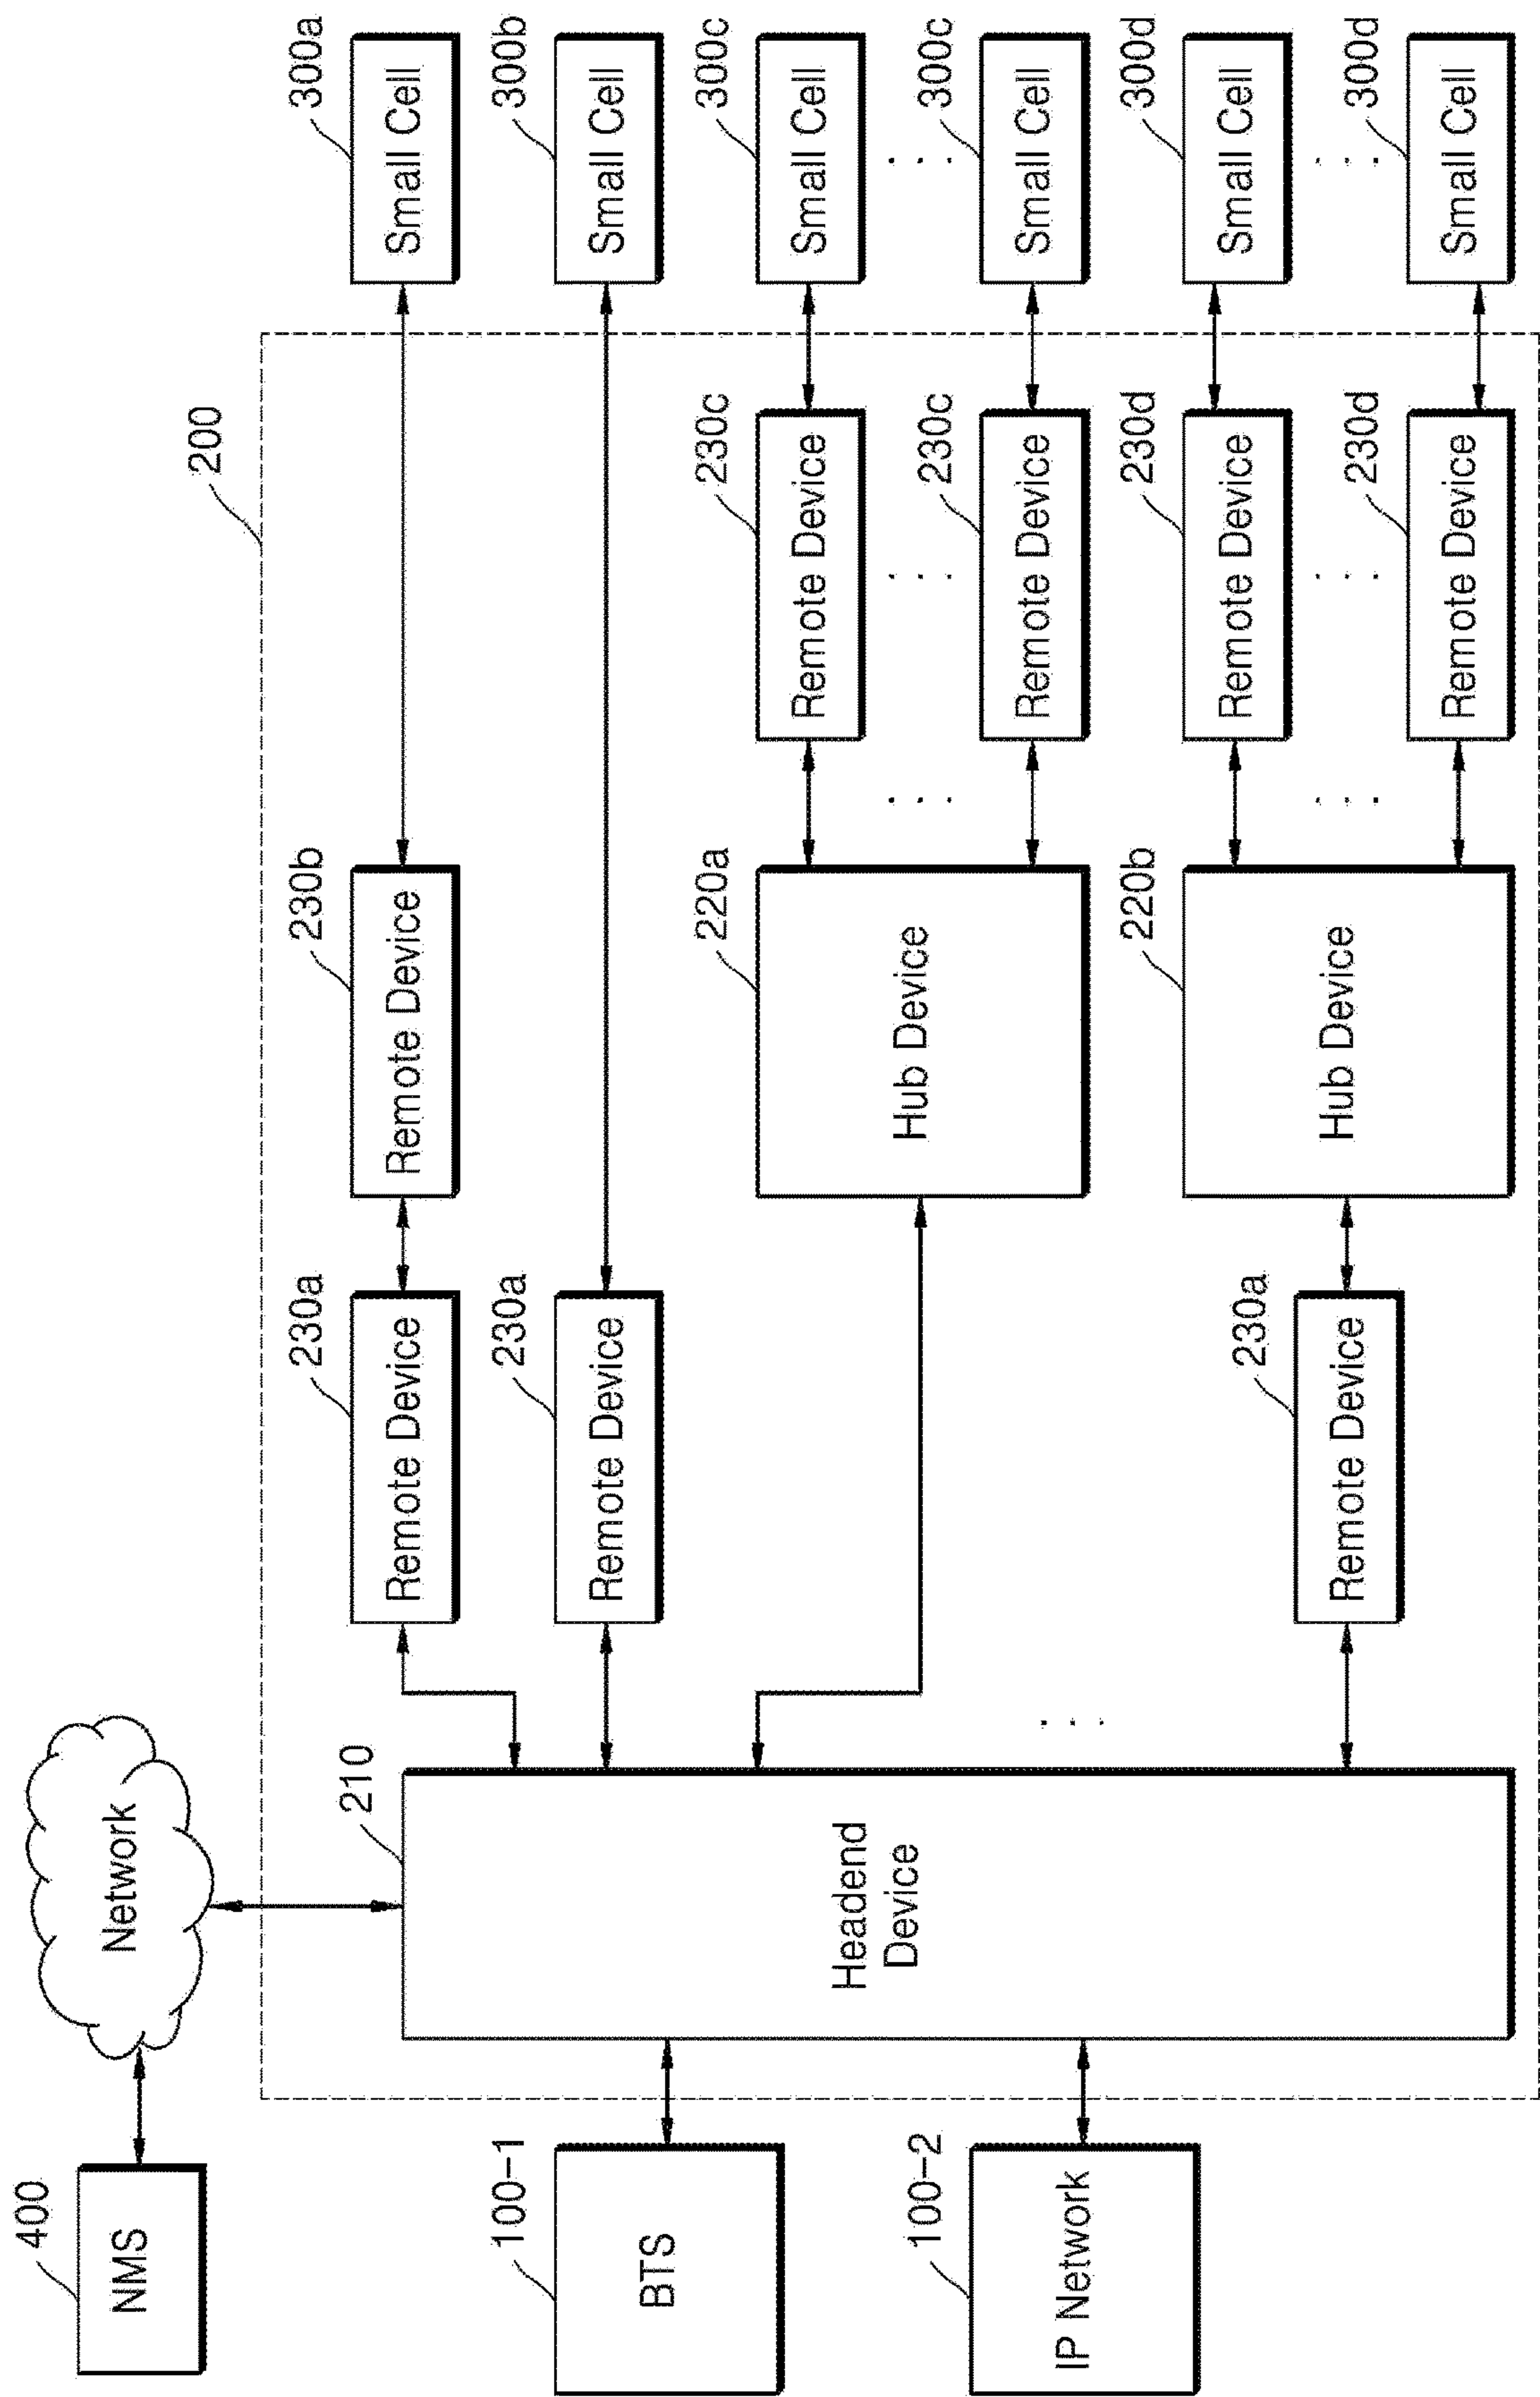 400
NMS
Network
200
100-1
BTS
100-2
IP Network
210
Headend
Device
230a
Remote Device
230b
Remote Device
300a
Small Cell
230a
Remote Device
300b
Small Cell
220a
Hub Device
230c
Remote Device
300c
Small Cell
. . .
. . .
. . .
230c
Remote Device
300c
Small Cell
. . .
230a
Remote Device
220b
Hub Device
230d
Remote Device
300d
Small Cell
. . .
. . .
. . .
230d
Remote Device
300d
Small Cell